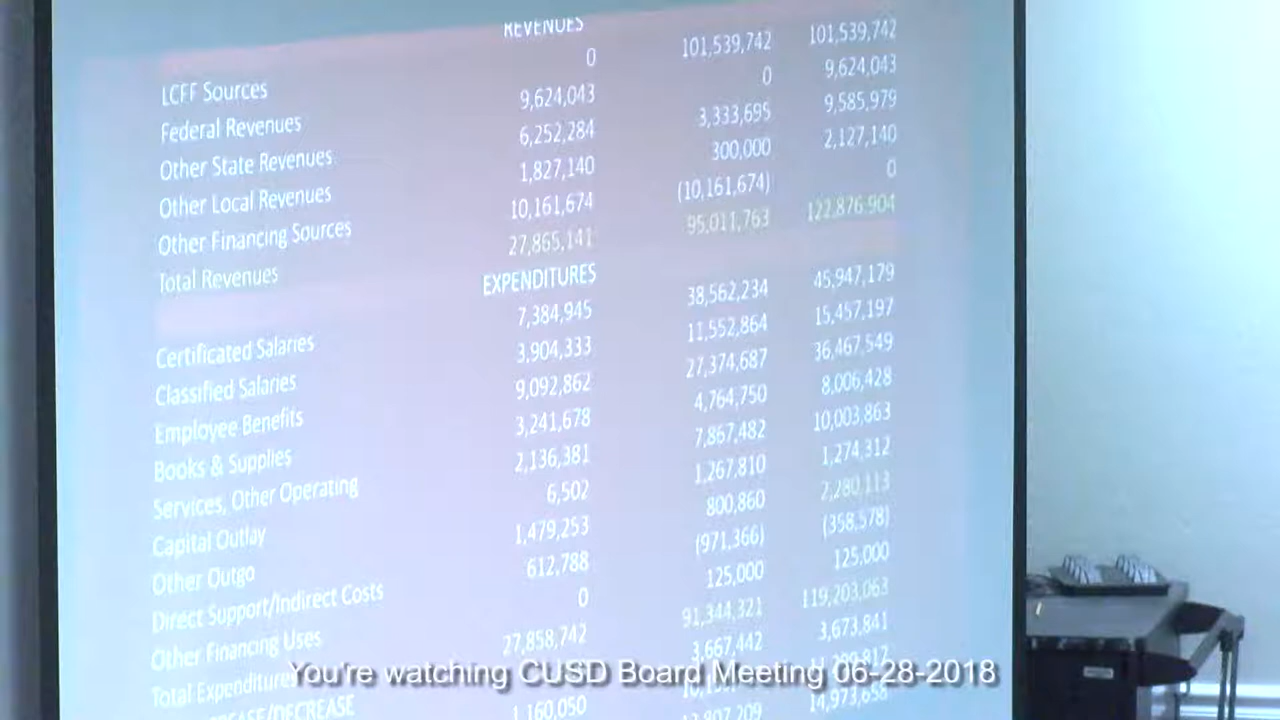 REVENUES
LCFF Sources 0 101,539,742 101,539,742
Federal Revenues 9,624,043 0 9,624,043
Other State Revenues 6,252,284 3,333,695 9,585,979
Other Local Revenues 1,827,140 300,000 2,127,140
Other Financing Sources 10,161,674 (10,161,674) 0
Total Revenues 27,865,141 95,011,763 122,876,904
EXPENDITURES
Certificated Salaries 7,384,945 38,562,234 45,947,179
Classified Salaries 3,904,333 11,552,864 15,457,197
Employee Benefits 9,092,862 27,374,687 36,467,549
Books & Supplies 3,241,678 4,764,750 8,006,428
Services, Other Operating 2,136,381 7,867,482 10,003,863
Capital Outlay 6,502 1,267,810 1,274,312
Other Outgo 1,479,253 800,860 2,280,113
Direct Support/Indirect Costs 612,788 (971,366) (358,578)
Other Financing Uses 0 125,000 125,000
Total Expenditures 27,858,742 91,344,321 119,203,063
3,667,442 3,673,841
1,160,050 14,973,658
You're watching CUSD Board Meeting 06-28-2018